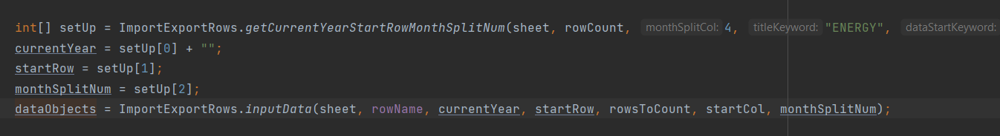 int[] setUp = ImportExportRows.getCurrentYearStartRowMonthSplitNum(sheet, rowCount, monthSplitCol: 4, titleKeyword: "ENERGY", dataStartKeyword:
currentYear = setUp[0] + "";
startRow = setUp[1];
monthSplitNum = setUp[2];
dataObjects = ImportExportRows.inputData(sheet, rowName, currentYear, startRow, rowsToCount, startCol, monthSplitNum);